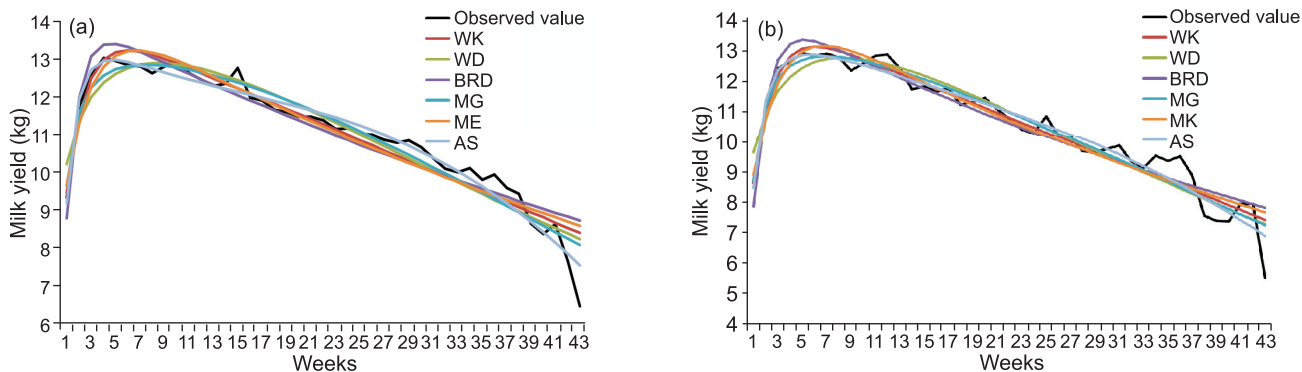 (a)
Observed value
WK
WD
BRD
MG
ME
AS
Milk yield (kg)
14
13
12
11
10
9
8
7
6
1 3 5 7 9 11 13 15 17 19 21 23 25 27 29 31 33 35 37 39 41 43
Weeks
(b)
Observed value
WK
WD
BRD
MG
MK
AS
Milk yield (kg)
14
13
12
11
10
9
8
7
6
5
4
1 3 5 7 9 11 13 15 17 19 21 23 25 27 29 31 33 35 37 39 41 43
Weeks